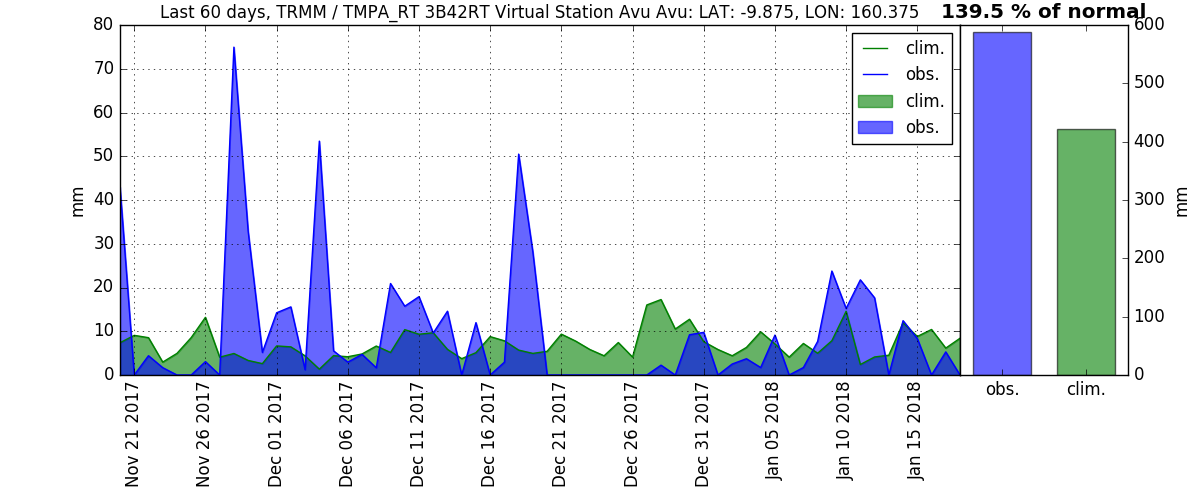 Last 60 days, TRMM / TMPA_RT 3B42RT Virtual Station Avu Avu: LAT: -9.875, LON: 160.375
139.5 % of normal
80
70
60
50
40
30
20
10
0
mm
clim.
obs.
clim.
obs.
600
500
400
300
200
100
0
mm
Nov 21 2017
Nov 26 2017
Dec 01 2017
Dec 06 2017
Dec 11 2017
Dec 16 2017
Dec 21 2017
Dec 26 2017
Dec 31 2017
Jan 05 2018
Jan 10 2018
Jan 15 2018
obs.
clim.